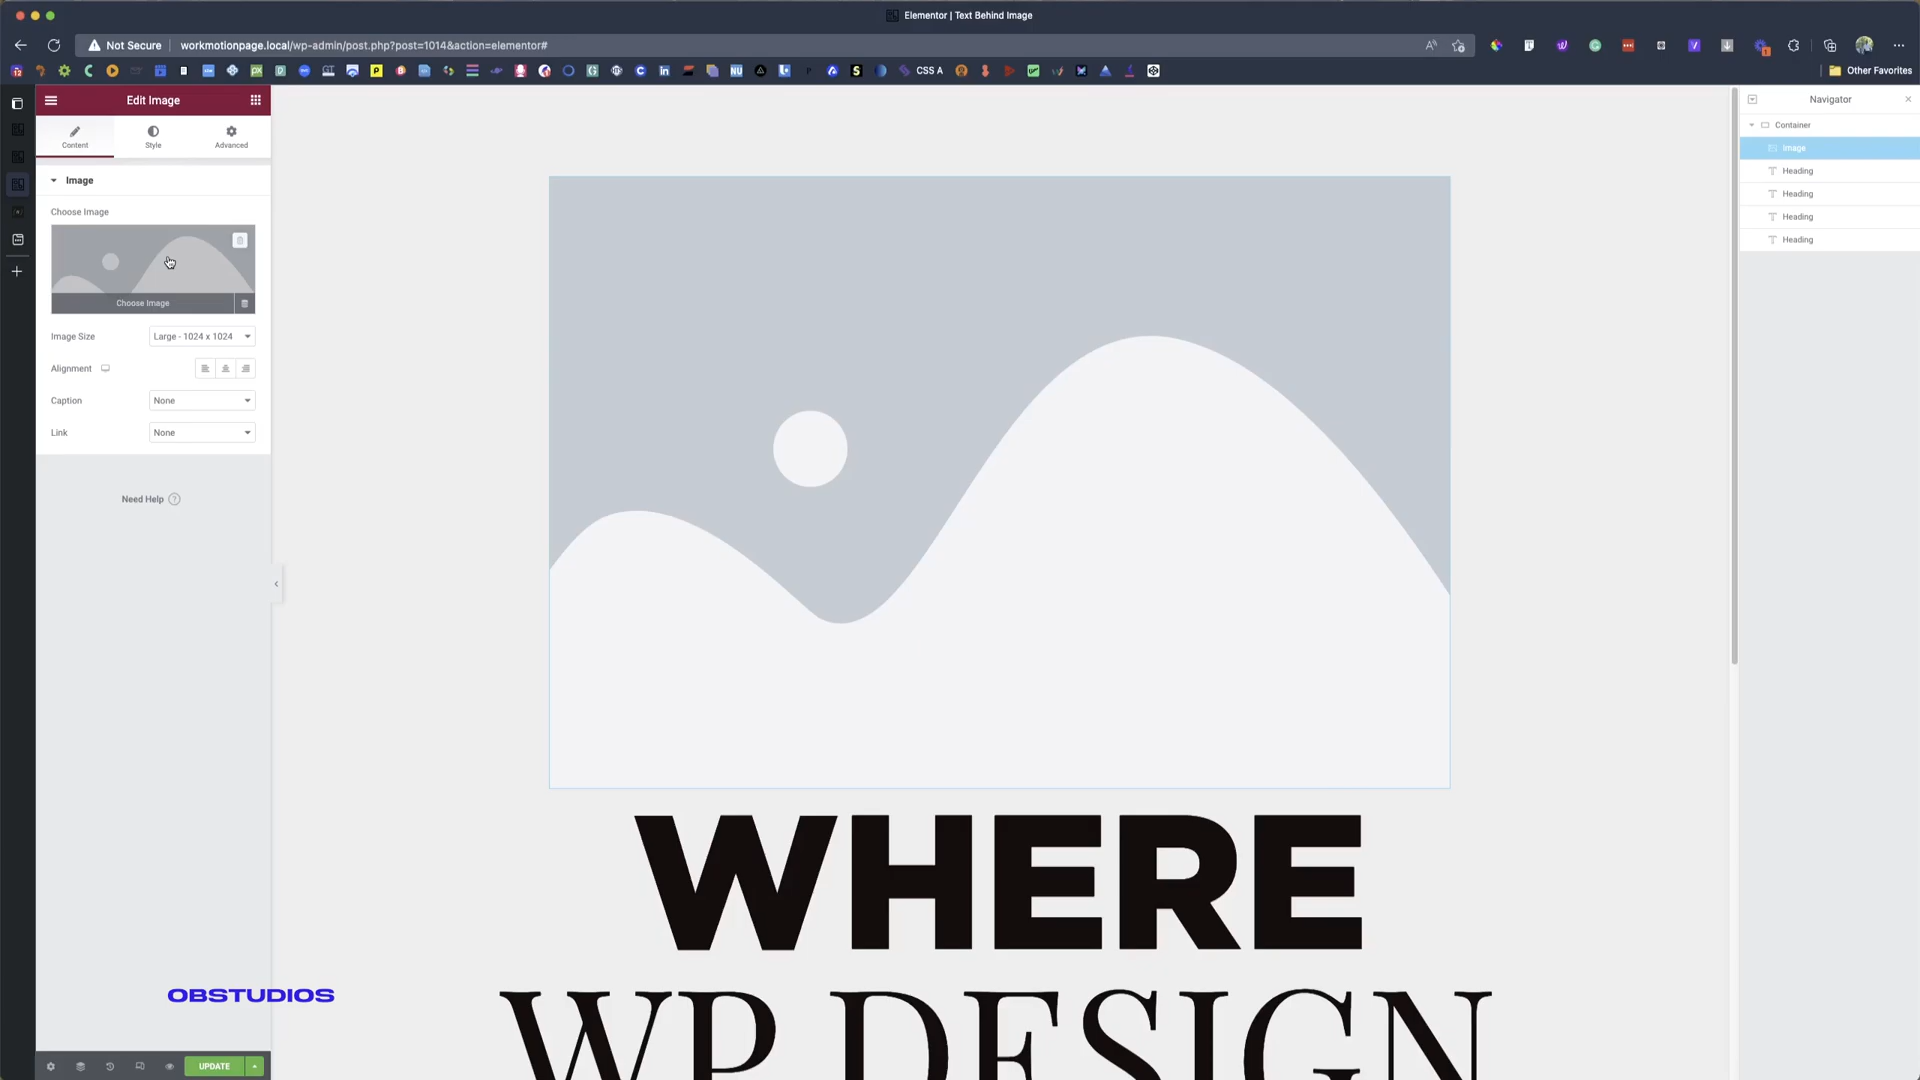 Elementor | Text Behind Image
Not Secure
workmotionpage.local/wp-admin/post.php?post=1014&action=elementor#
CSS A
Other Favorites
Edit Image
Content
Style
Advanced
Image
Choose Image
Choose Image
Image Size
Large - 1024 x 1024
Alignment
Caption
None
Link
None
Need Help
UPDATE
OBSTUDIOS
WHERE
WP DESIGN
Navigator
Container
Image
Heading
Heading
Heading
Heading